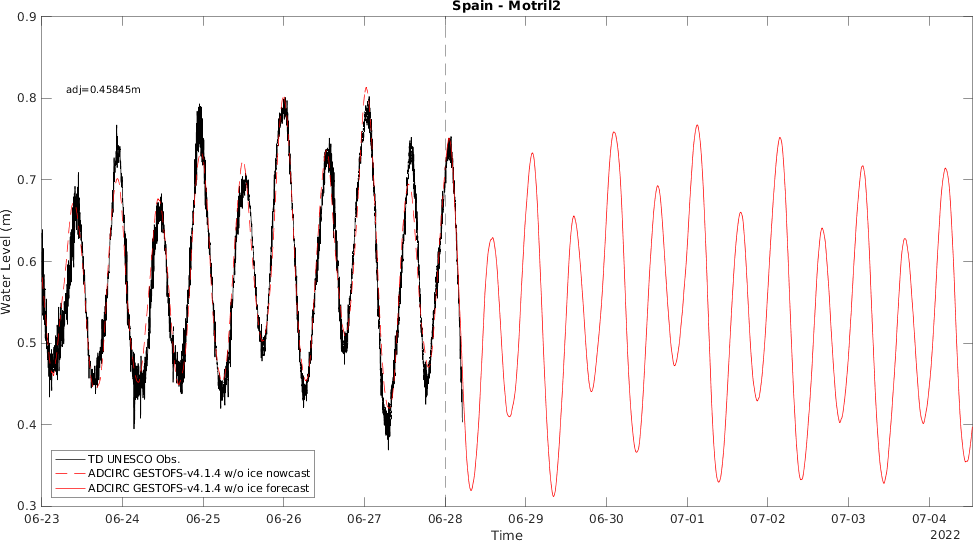 Spain - Motril2
0.9
0.8
0.7
0.6
0.5
0.4
0.3
Water Level (m)
adj=0.45845m
TD UNESCO Obs.
ADCIRC GESTOFS-v4.1.4 w/o ice nowcast
ADCIRC GESTOFS-v4.1.4 w/o ice forecast
06-23 06-24 06-25 06-26 06-27 06-28 06-29 06-30 07-01 07-02 07-03 07-04
Time
2022